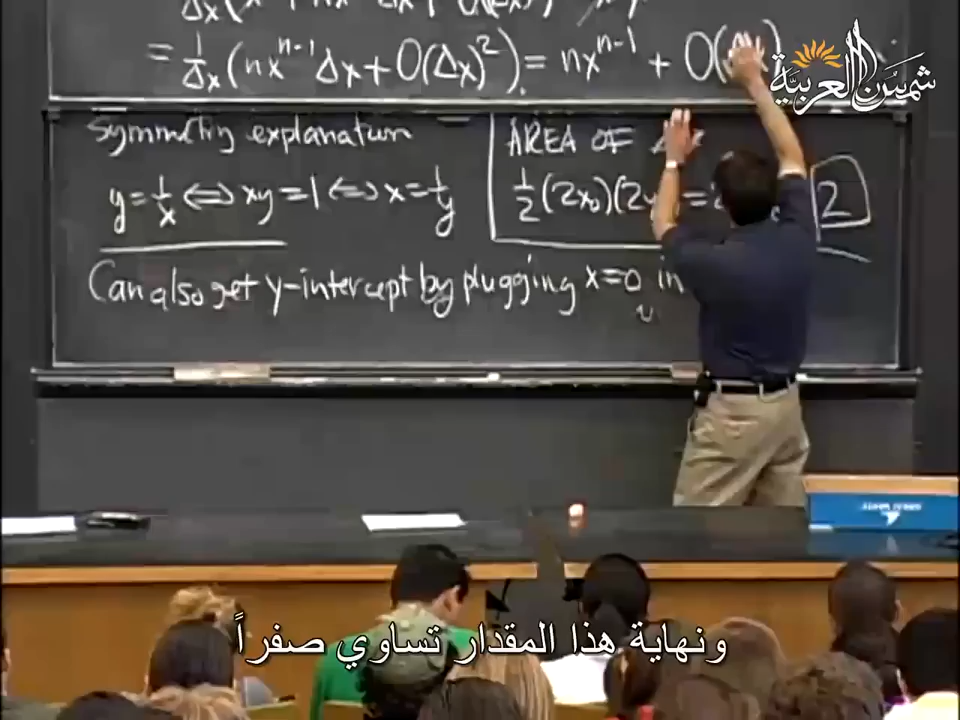 = 1/Δx (nx^{n-1} Δx + O(Δx)^2) = nx^{n-1} + O(Δx)
شمس العربية
Symmetry explanation
y = 1/x ⇔ xy = 1 ⇔ x = 1/y
AREA OF
1/2 (2x₀)(2y = 2 2
Can also get y-intercept by plugging x=0 in
ونهاية هذا المقدار تساوي صفراً